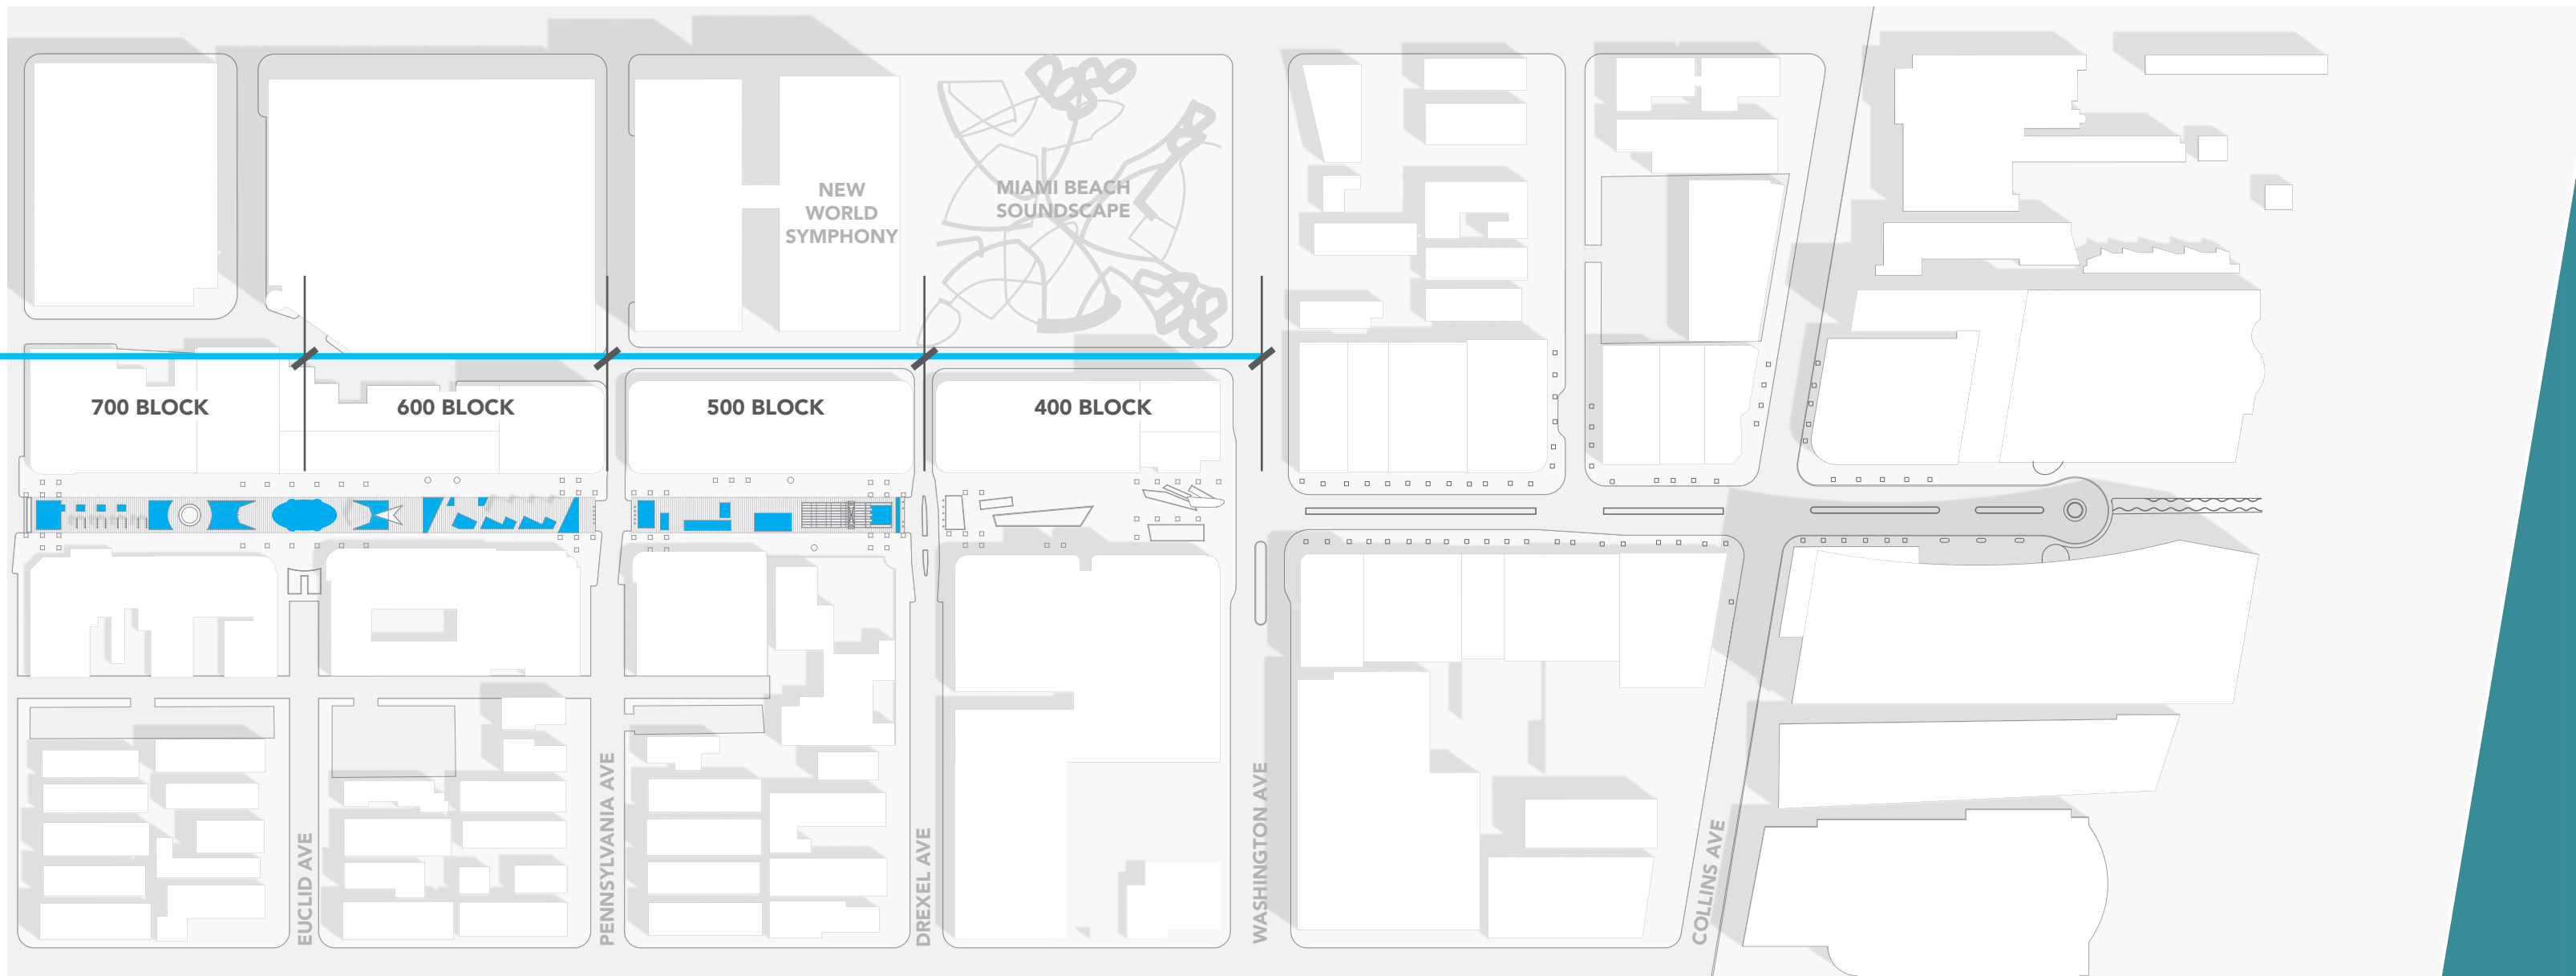 NEW
WORLD
SYMPHONY
MIAMI BEACH
SOUNDSCAPE
700 BLOCK
600 BLOCK
500 BLOCK
400 BLOCK
EUCLID AVE
PENNSYLVANIA AVE
DREXEL AVE
WASHINGTON AVE
COLLINS AVE